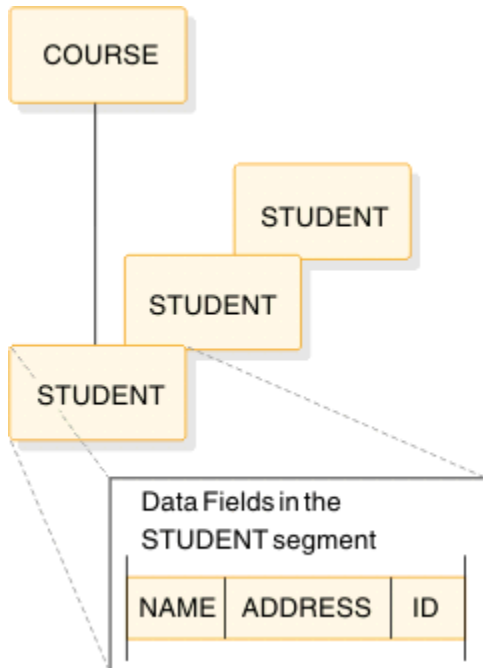 COURSE
STUDENT
STUDENT
STUDENT
Data Fields in the
STUDENT segment
NAME ADDRESS ID